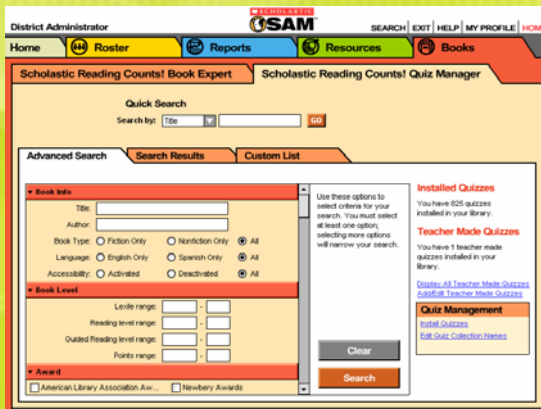 SCHOLASTIC
District Administrator SAM SEARCH EXIT HELP MY PROFILE HOM
Home Roster Reports Resources Books
Scholastic Reading Counts! Book Expert Scholastic Reading Counts! Quiz Manager
Quick Search
Search by: Title GO
Advanced Search Search Results Custom List
Book Info
Title:
Author:
Book Type: Fiction Only Nonfiction Only All
Language: English Only Spanish Only All
Accessibility: Activated Deactivated All
Book Level
Lexile range: -
Reading level range: -
Guided Reading level range: -
Points range: -
Award
American Library Association Aw... Newbery Awards
Use these options to
select criteria for your
search. You must select
at least one option;
selecting more options
will narrow your search.
Clear
Search
Installed Quizzes
You have 825 quizzes
installed in your library.
Teacher Made Quizzes
You have 1 teacher made
quizzes installed in your
library.
Display All Teacher Made Quizzes
Add/Edit Teacher Made Quizzes
Quiz Management
Install Quizzes
Edit Quiz Collection Names